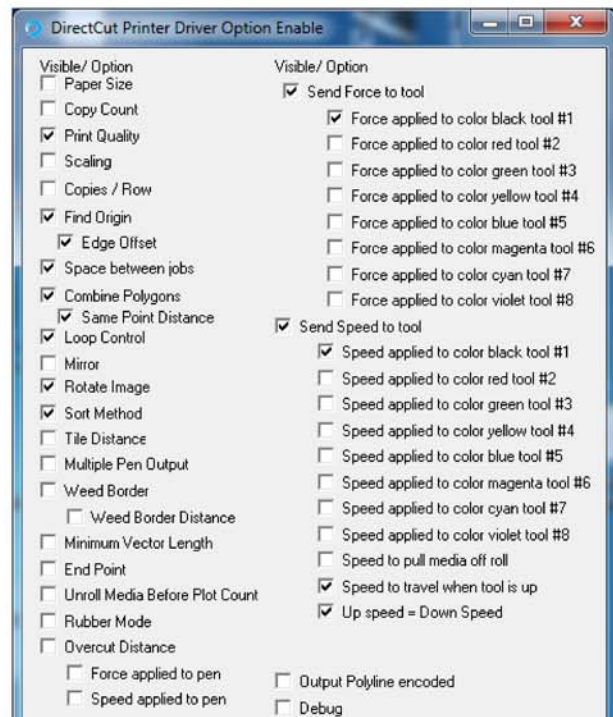 DirectCut Printer Driver Option Enable
Visible/ Option
Paper Size
Copy Count
Print Quality
Scaling
Copies / Row
Find Origin
Edge Offset
Space between jobs
Combine Polygons
Same Point Distance
Loop Control
Mirror
Rotate Image
Sort Method
Tile Distance
Multiple Pen Output
Weed Border
Weed Border Distance
Minimum Vector Length
End Point
Unroll Media Before Plot Count
Rubber Mode
Overcut Distance
Force applied to pen
Speed applied to pen
Visible/ Option
Send Force to tool
Force applied to color black tool #1
Force applied to color red tool #2
Force applied to color green tool #3
Force applied to color yellow tool #4
Force applied to color blue tool #5
Force applied to color magenta tool #6
Force applied to color cyan tool #7
Force applied to color violet tool #8
Send Speed to tool
Speed applied to color black tool #1
Speed applied to color red tool #2
Speed applied to color green tool #3
Speed applied to color yellow tool #4
Speed applied to color blue tool #5
Speed applied to color magenta tool #6
Speed applied to color cyan tool #7
Speed applied to color violet tool #8
Speed to pull media off roll
Speed to travel when tool is up
Up speed = Down Speed
Output Polyline encoded
Debug